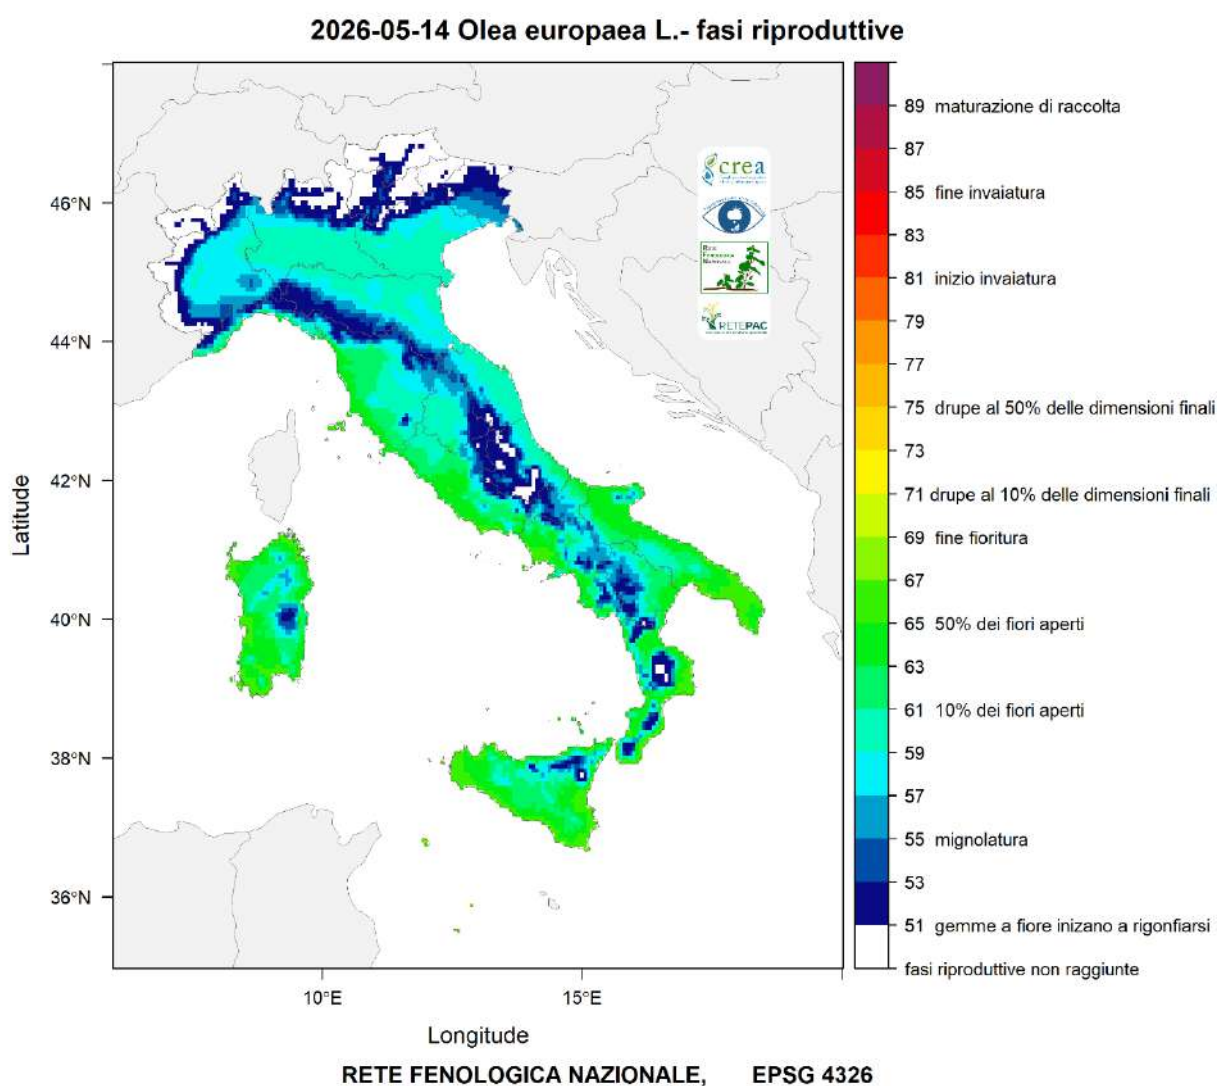 2026-05-14 Olea europaea L.- fasi riproduttive
crea
RETEPAC
89 maturazione di raccolta
87
85 fine invaiatura
83
81 inizio invaiatura
79
77
75 drupe al 50% delle dimensioni finali
73
71 drupe al 10% delle dimensioni finali
69 fine fioritura
67
65 50% dei fiori aperti
63
61 10% dei fiori aperti
59
57
55 mignolatura
53
51 gemme a fiore inizano a rigonfiarsi
fasi riproduttive non raggiunte
Latitude
46°N
44°N
42°N
40°N
38°N
36°N
10°E
15°E
Longitude
RETE FENOLOGICA NAZIONALE, EPSG 4326